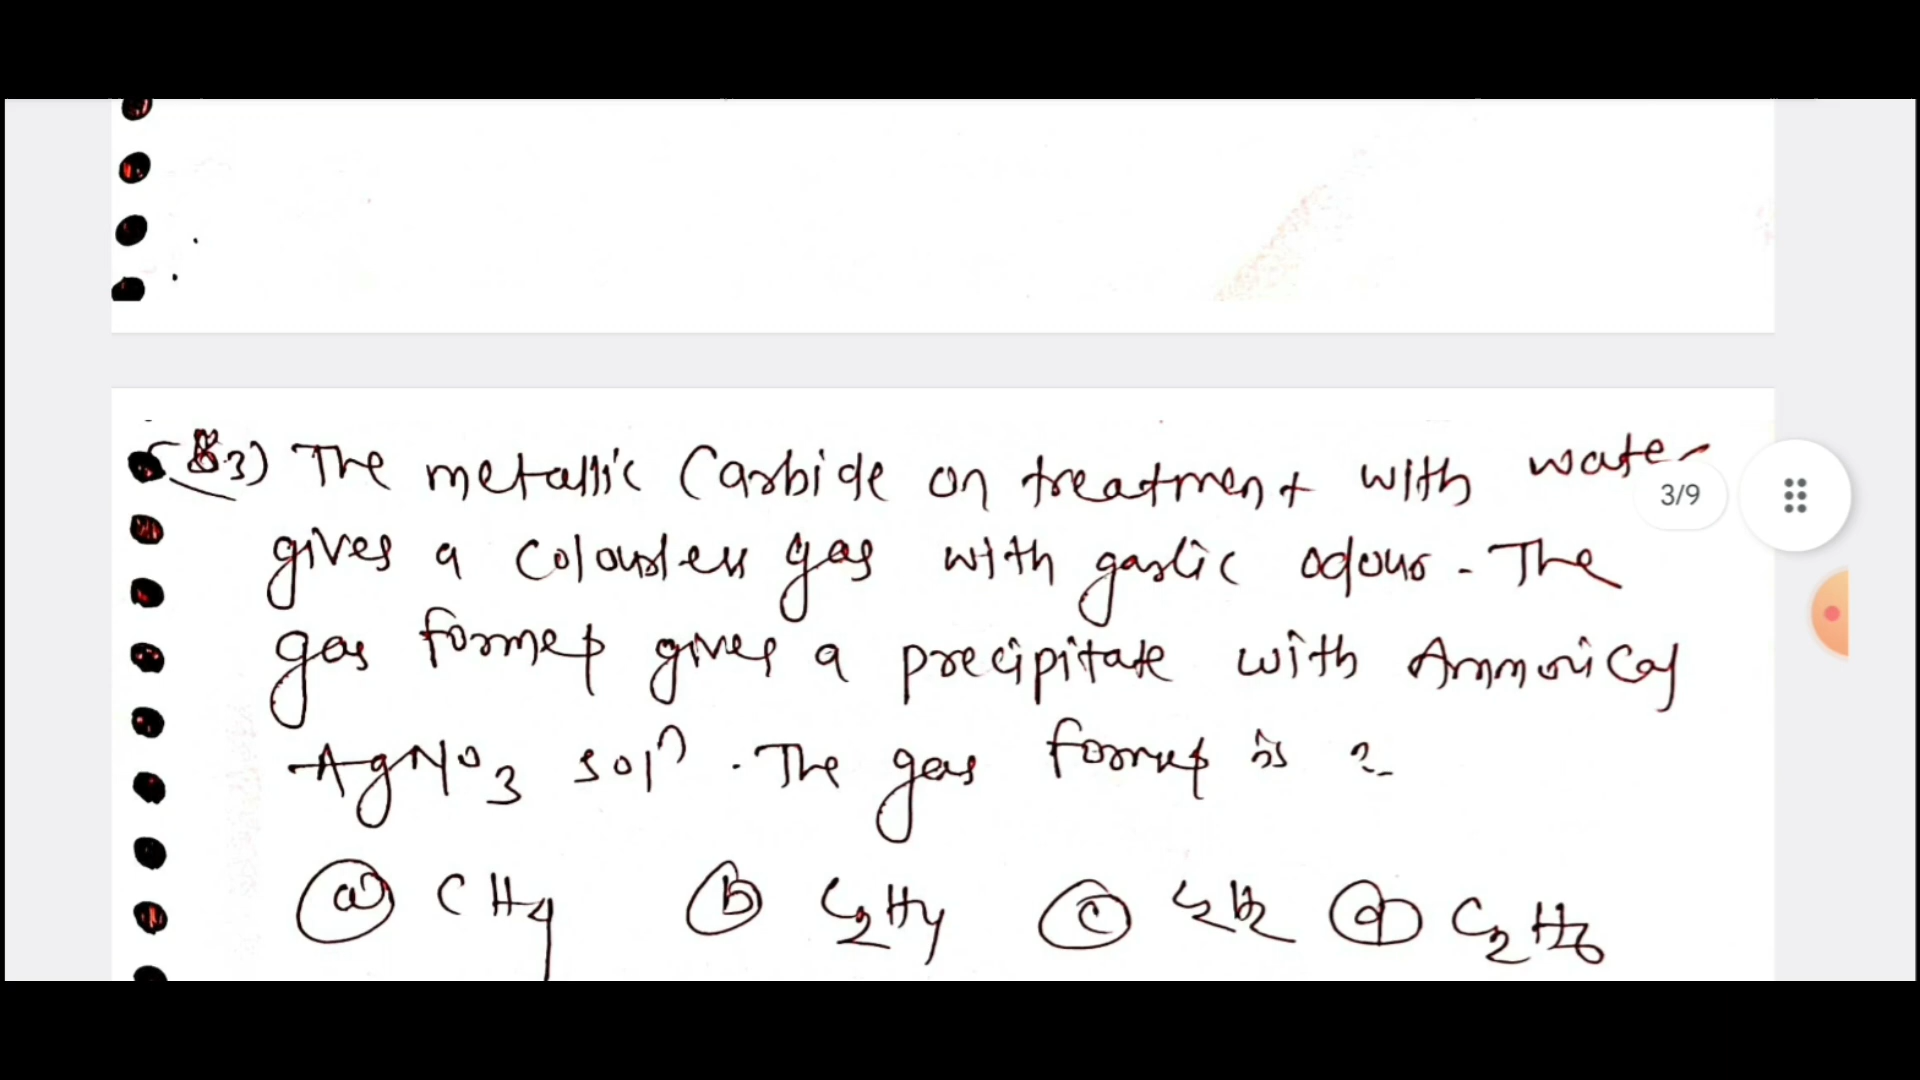 Q.3) The metallic Carbide on treatment with water
3/9
gives a colourless gas with garlic odour. The
gas formed gives a precipitate with Ammonical
AgNO3 solⁿ. The gas formed is ?
(a) CH4 (b) C2H4 (c) C2H2 (d) C2H6